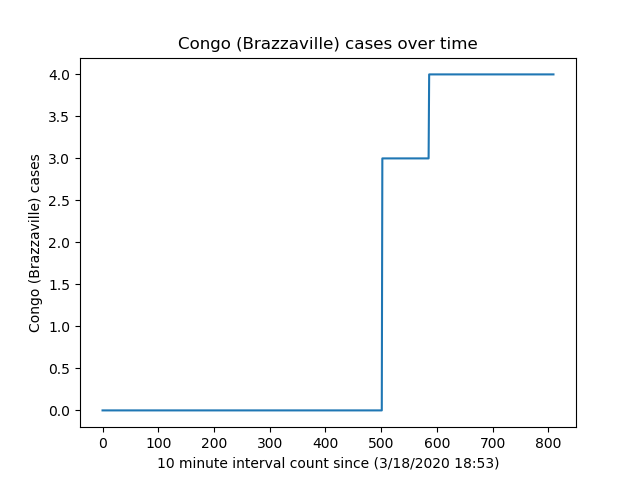 Congo (Brazzaville) cases over time
4.0
3.5
3.0
2.5
2.0
1.5
1.0
0.5
0.0
Congo (Brazzaville) cases
0 100 200 300 400 500 600 700 800
10 minute interval count since (3/18/2020 18:53)